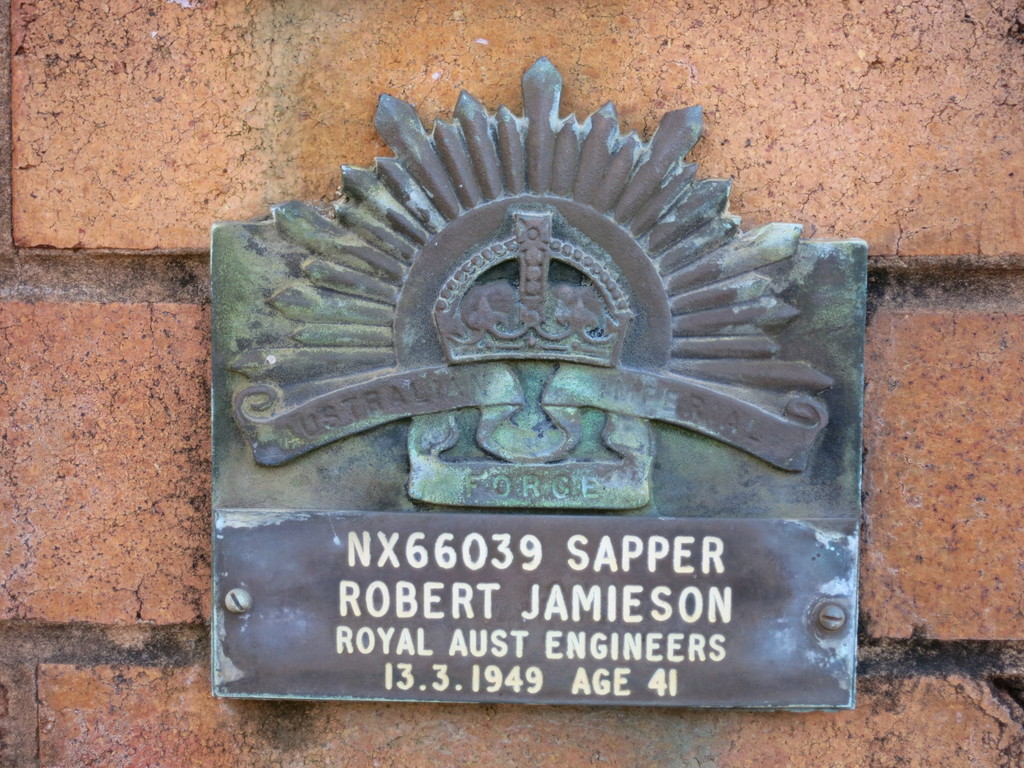 AUSTRALIAN IMPERIAL
FORCE
NX66039 SAPPER
ROBERT JAMIESON
ROYAL AUST ENGINEERS
13.3.1949 AGE 41